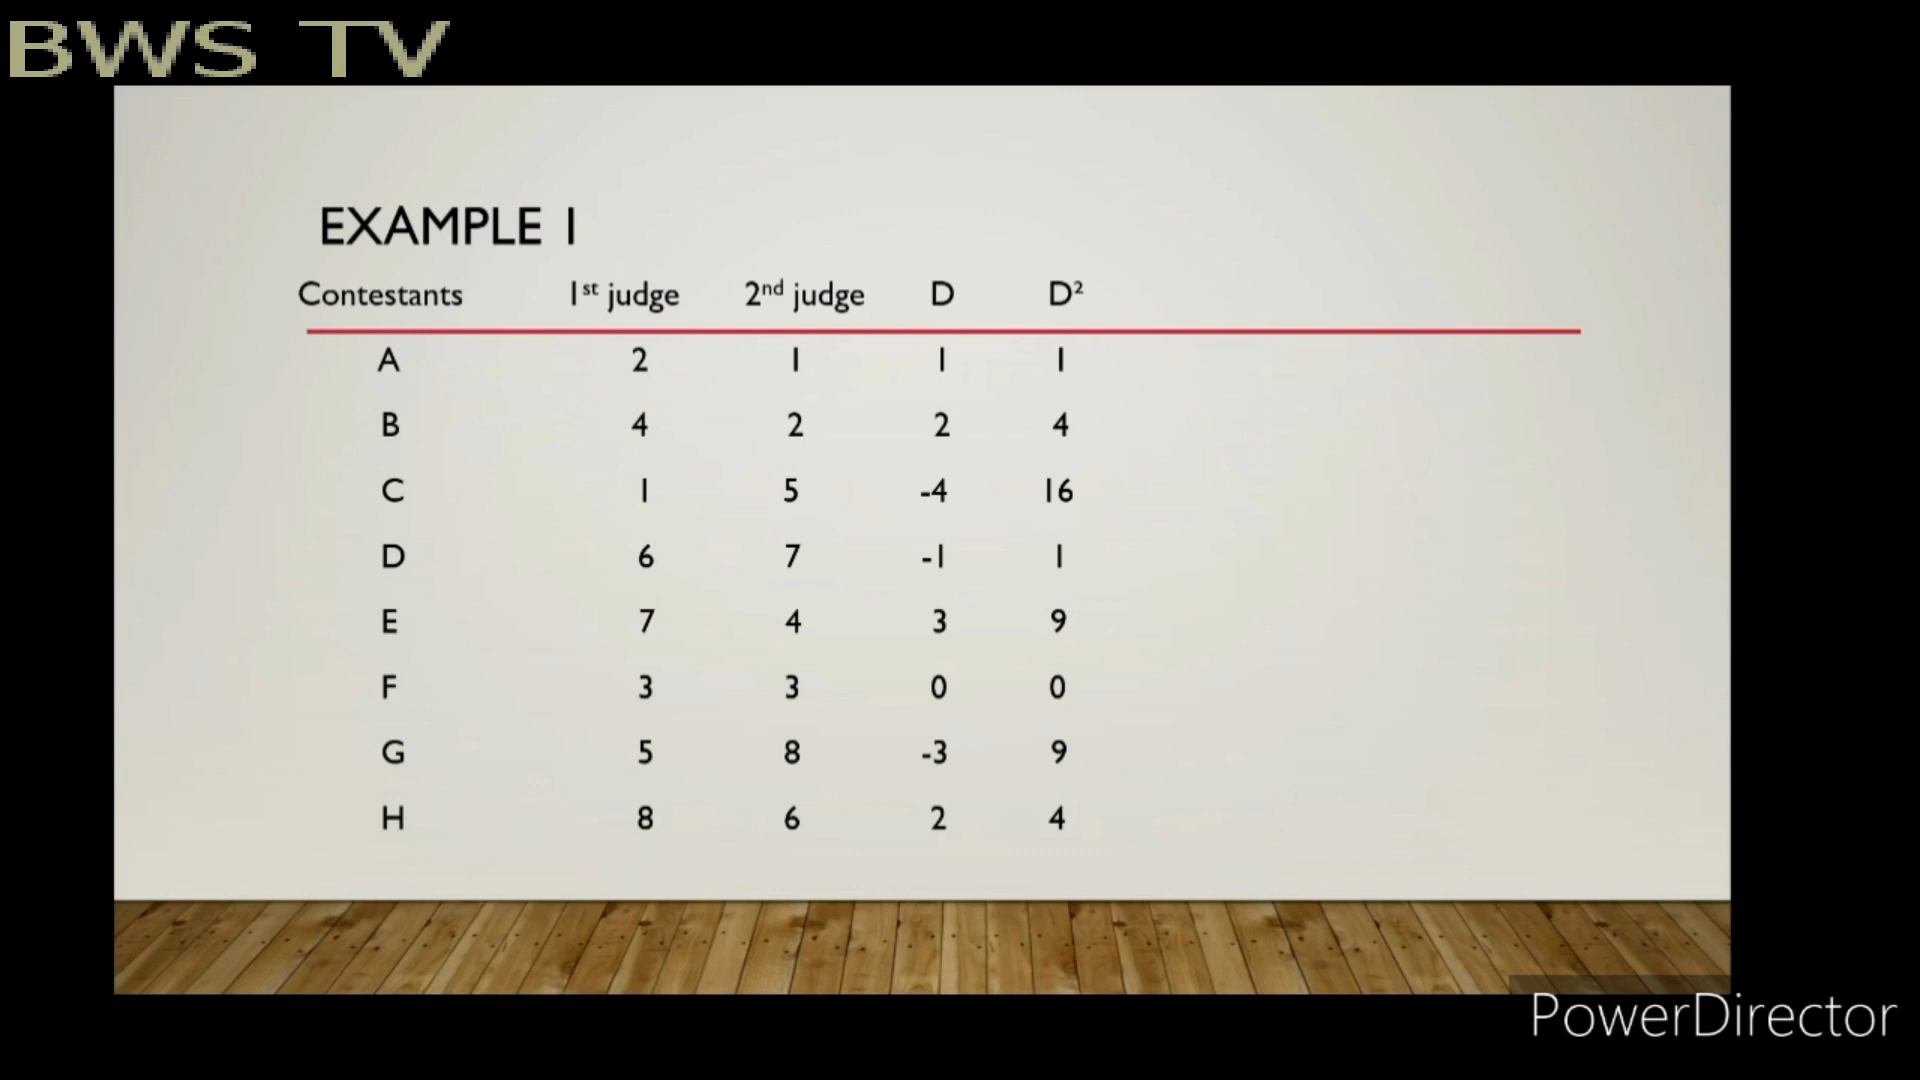 BWS TV
EXAMPLE 1
Contestants 1st judge 2nd judge D D²
A 2 1 1 1
B 4 2 2 4
C 1 5 -4 16
D 6 7 -1 1
E 7 4 3 9
F 3 3 0 0
G 5 8 -3 9
H 8 6 2 4
PowerDirector